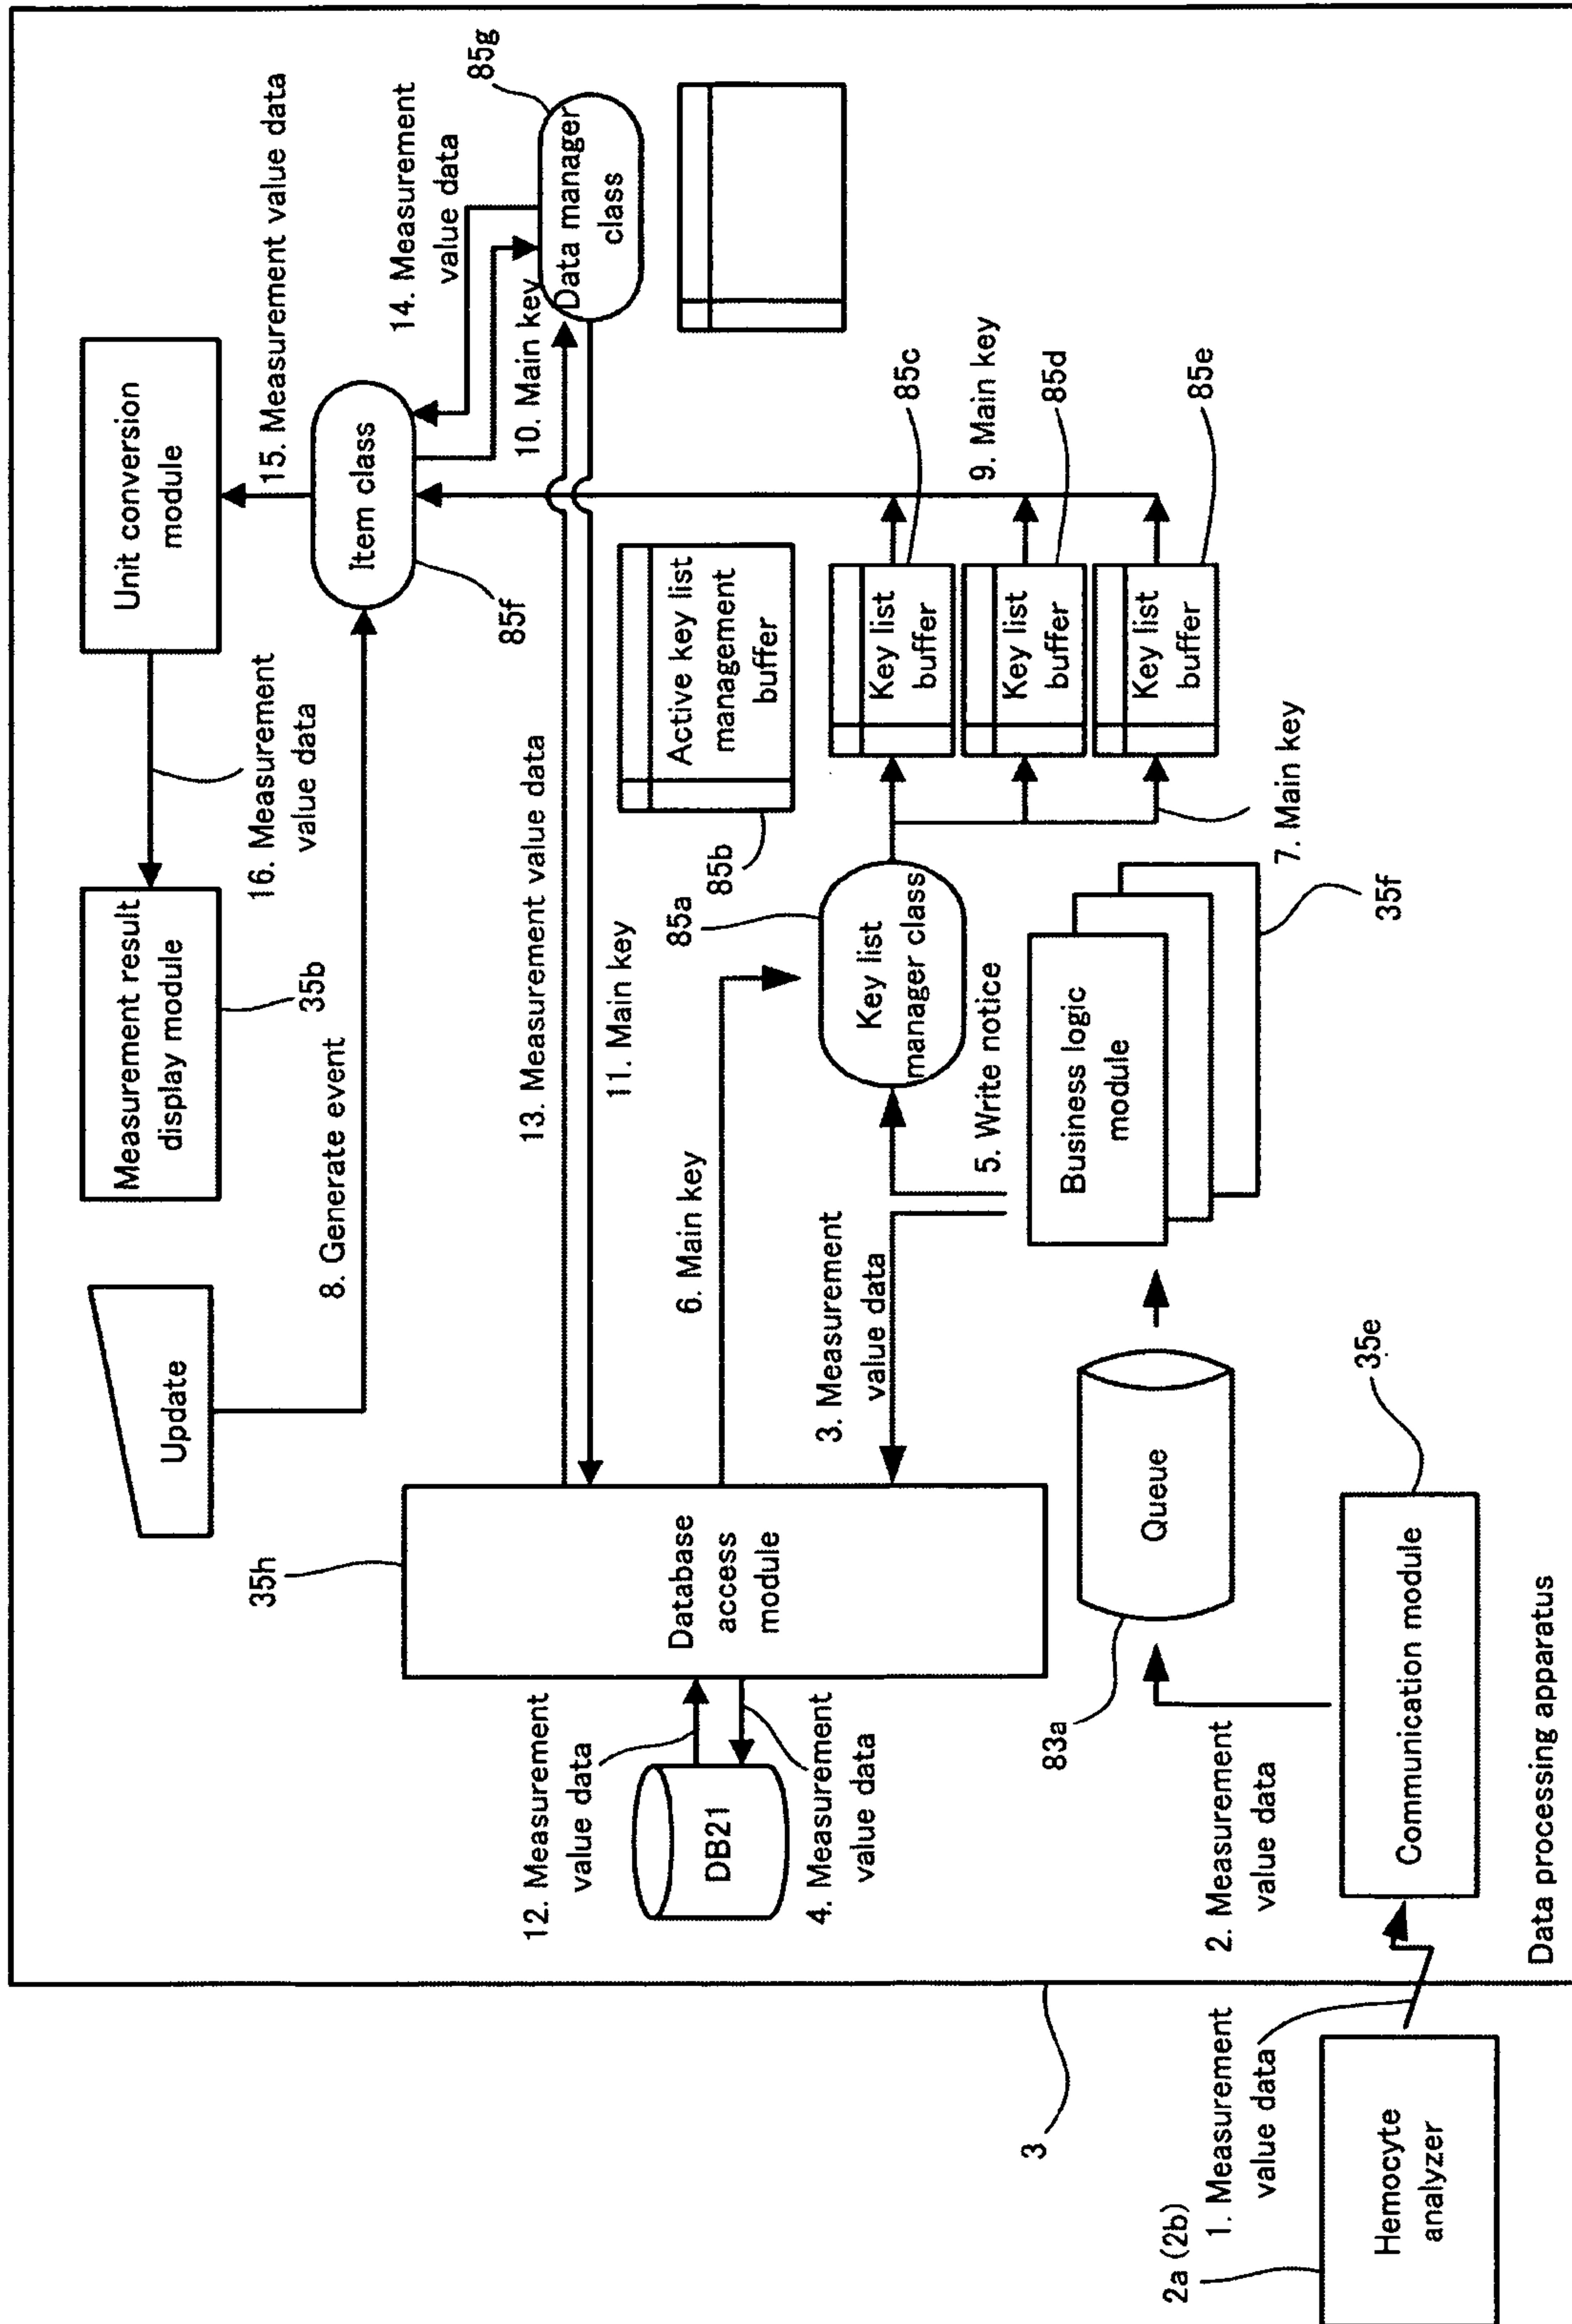 Update
Measurement result
display module
35b
Unit conversion
module
16. Measurement
value data
15. Measurement value data
8. Generate event
Item class
85f
14. Measurement
value data
85g
Data manager
class
10. Main key
13. Measurement value data
11. Main key
35h
Database
access
module
12. Measurement
value data
DB21
4. Measurement
value data
6. Main key
3. Measurement
value data
5. Write notice
85a
Key list
manager class
85b
Active key list
management
buffer
Key list
buffer
85c
Key list
buffer
85d
Key list
buffer
85e
9. Main key
7. Main key
Business logic
module
35f
Queue
83a
2. Measurement
value data
Communication module
35e
Data processing apparatus
3
1. Measurement
value data
2a (2b)
Hemocyte
analyzer